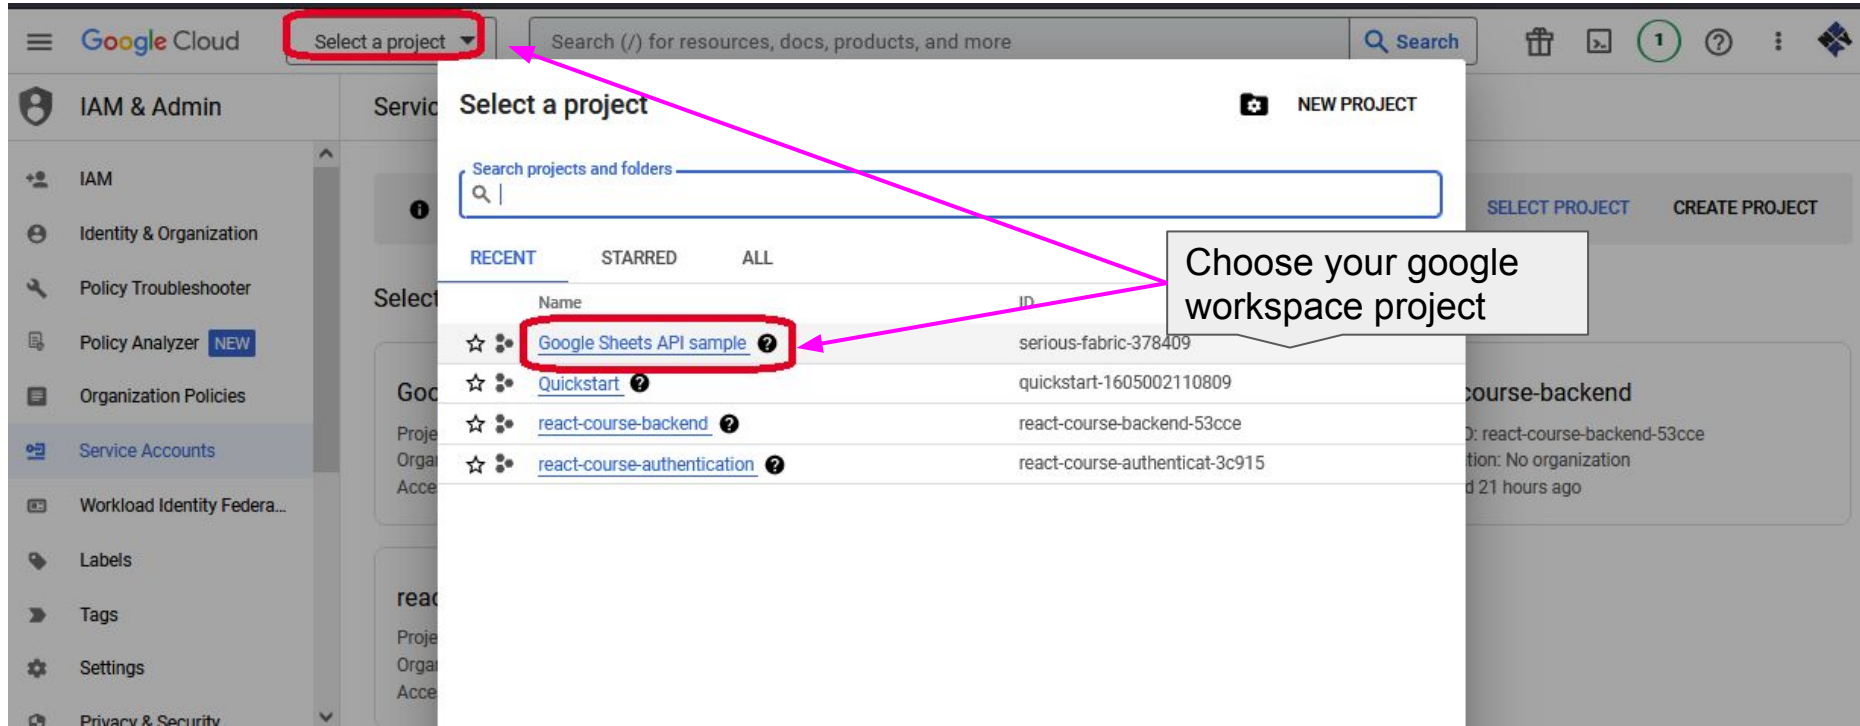 Google Cloud
Select a project
Search (/) for resources, docs, products, and more
Search
1
IAM & Admin
Servic
IAM
Identity & Organization
Policy Troubleshooter
Policy Analyzer NEW
Organization Policies
Service Accounts
Workload Identity Federa...
Labels
Tags
Settings
Privacy & Security
Select a project
NEW PROJECT
Search projects and folders
RECENT
STARRED
ALL
Name
ID
Google Sheets API sample
serious-fabric-378409
Quickstart
quickstart-1605002110809
react-course-backend
react-course-backend-53cce
react-course-authentication
react-course-authenticat-3c915
Choose your google
workspace project
SELECT PROJECT
CREATE PROJECT
Select
Goo
Proje
Orga
Acce
course-backend
D: react-course-backend-53cce
tion: No organization
d 21 hours ago
reac
Proje
Orga
Acce